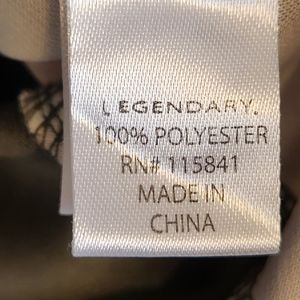 LEGENDARY.
100% POLYESTER
RN# 115841
MADE IN
CHINA